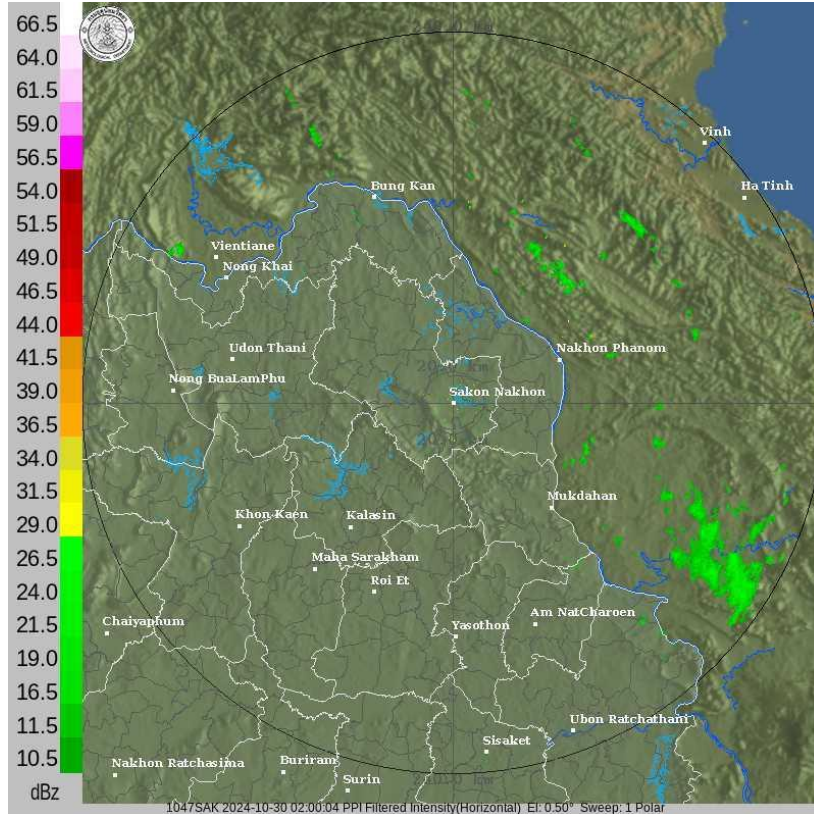 66.5
64.0
61.5
59.0
56.5
54.0
51.5
49.0
46.5
44.0
41.5
39.0
36.5
34.0
31.5
29.0
26.5
24.0
21.5
19.0
16.5
11.5
10.5
dBz
Vinh
Ha Tinh
Bung Kan
Vientiane
Nong Khai
Udon Thani
Nakhon Phanom
Nong BuaLamPhu
Sakon Nakhon
Mukdahan
Khon Kaen
Kalasin
Maha Sarakham
Roi Et
Chaiyaphum
Yasothon
Am NatCharoen
Ubon Ratchathani
Sisaket
Nakhon Ratchasima
Buriram
Surin
1047SAK 2024-10-30 02:00:04 PPI Filtered Intensity(Horizontal) El: 0.50° Sweep: 1 Polar